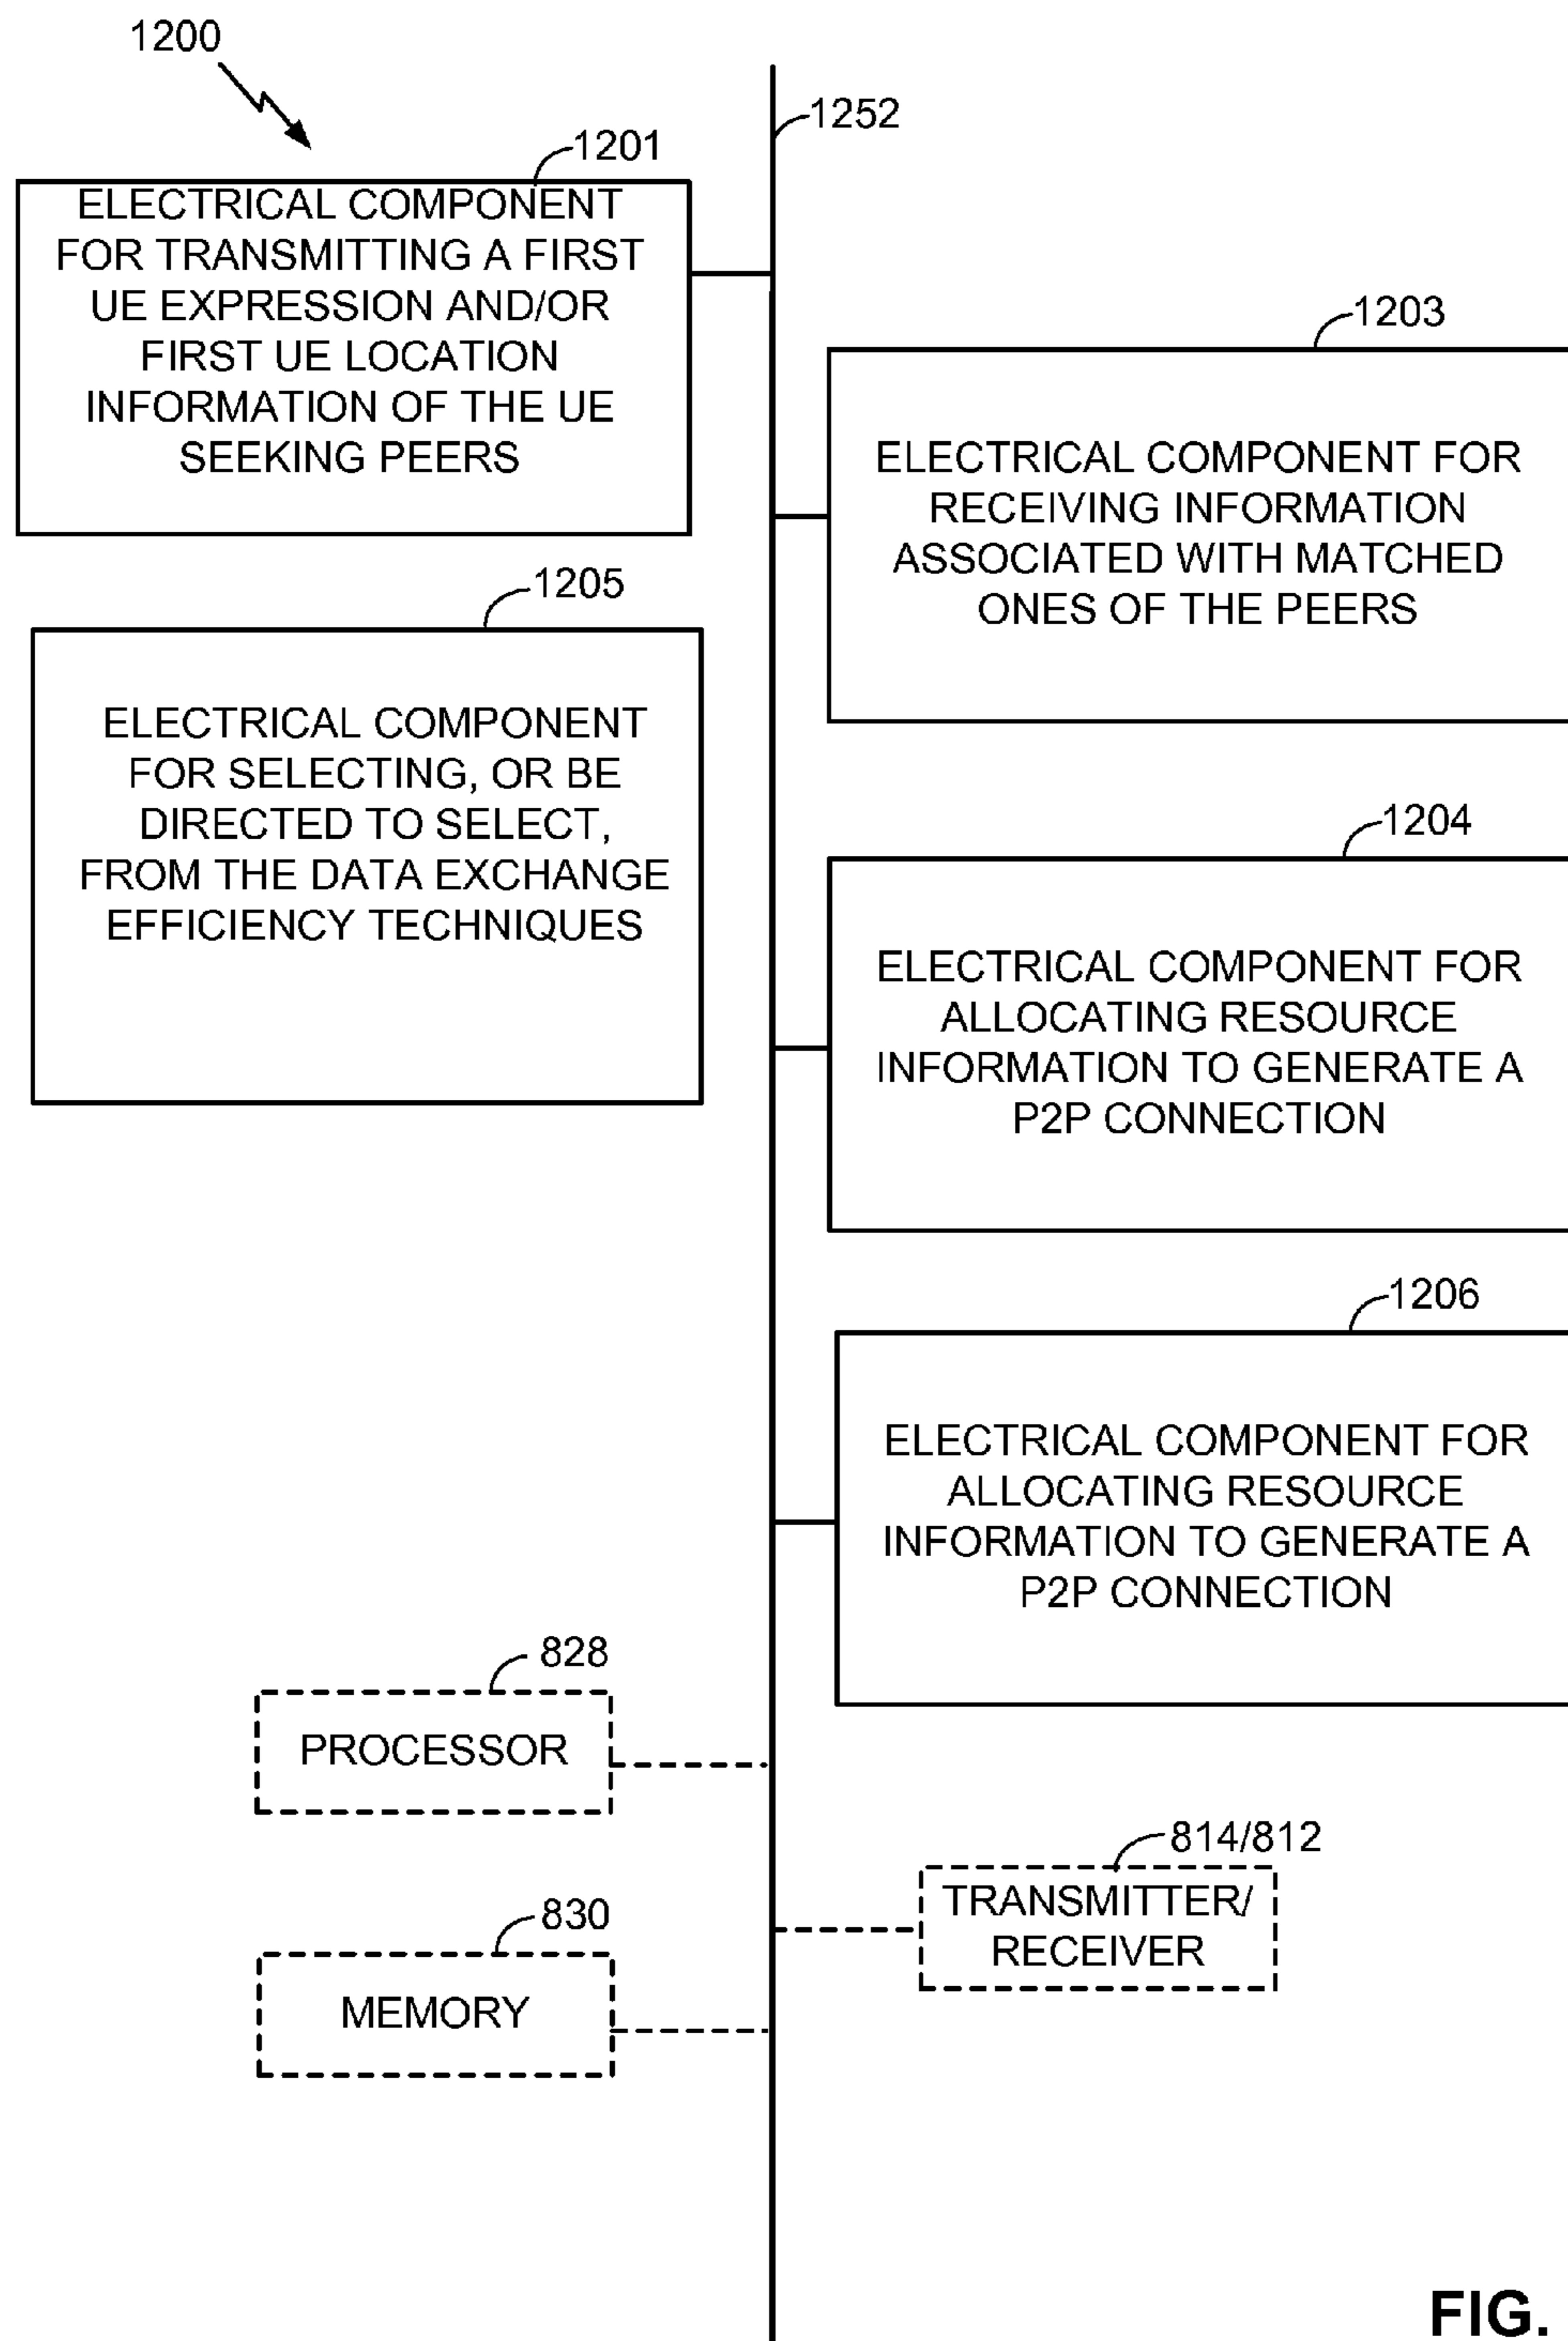 1200
1252
1201
ELECTRICAL COMPONENT
FOR TRANSMITTING A FIRST
UE EXPRESSION AND/OR
FIRST UE LOCATION
INFORMATION OF THE UE
SEEKING PEERS
1203
ELECTRICAL COMPONENT FOR
RECEIVING INFORMATION
ASSOCIATED WITH MATCHED
ONES OF THE PEERS
1205
ELECTRICAL COMPONENT
FOR SELECTING, OR BE
DIRECTED TO SELECT,
FROM THE DATA EXCHANGE
EFFICIENCY TECHNIQUES
1204
ELECTRICAL COMPONENT FOR
ALLOCATING RESOURCE
INFORMATION TO GENERATE A
P2P CONNECTION
1206
ELECTRICAL COMPONENT FOR
ALLOCATING RESOURCE
INFORMATION TO GENERATE A
P2P CONNECTION
828
PROCESSOR
814/812
TRANSMITTER/
RECEIVER
830
MEMORY
FIG.